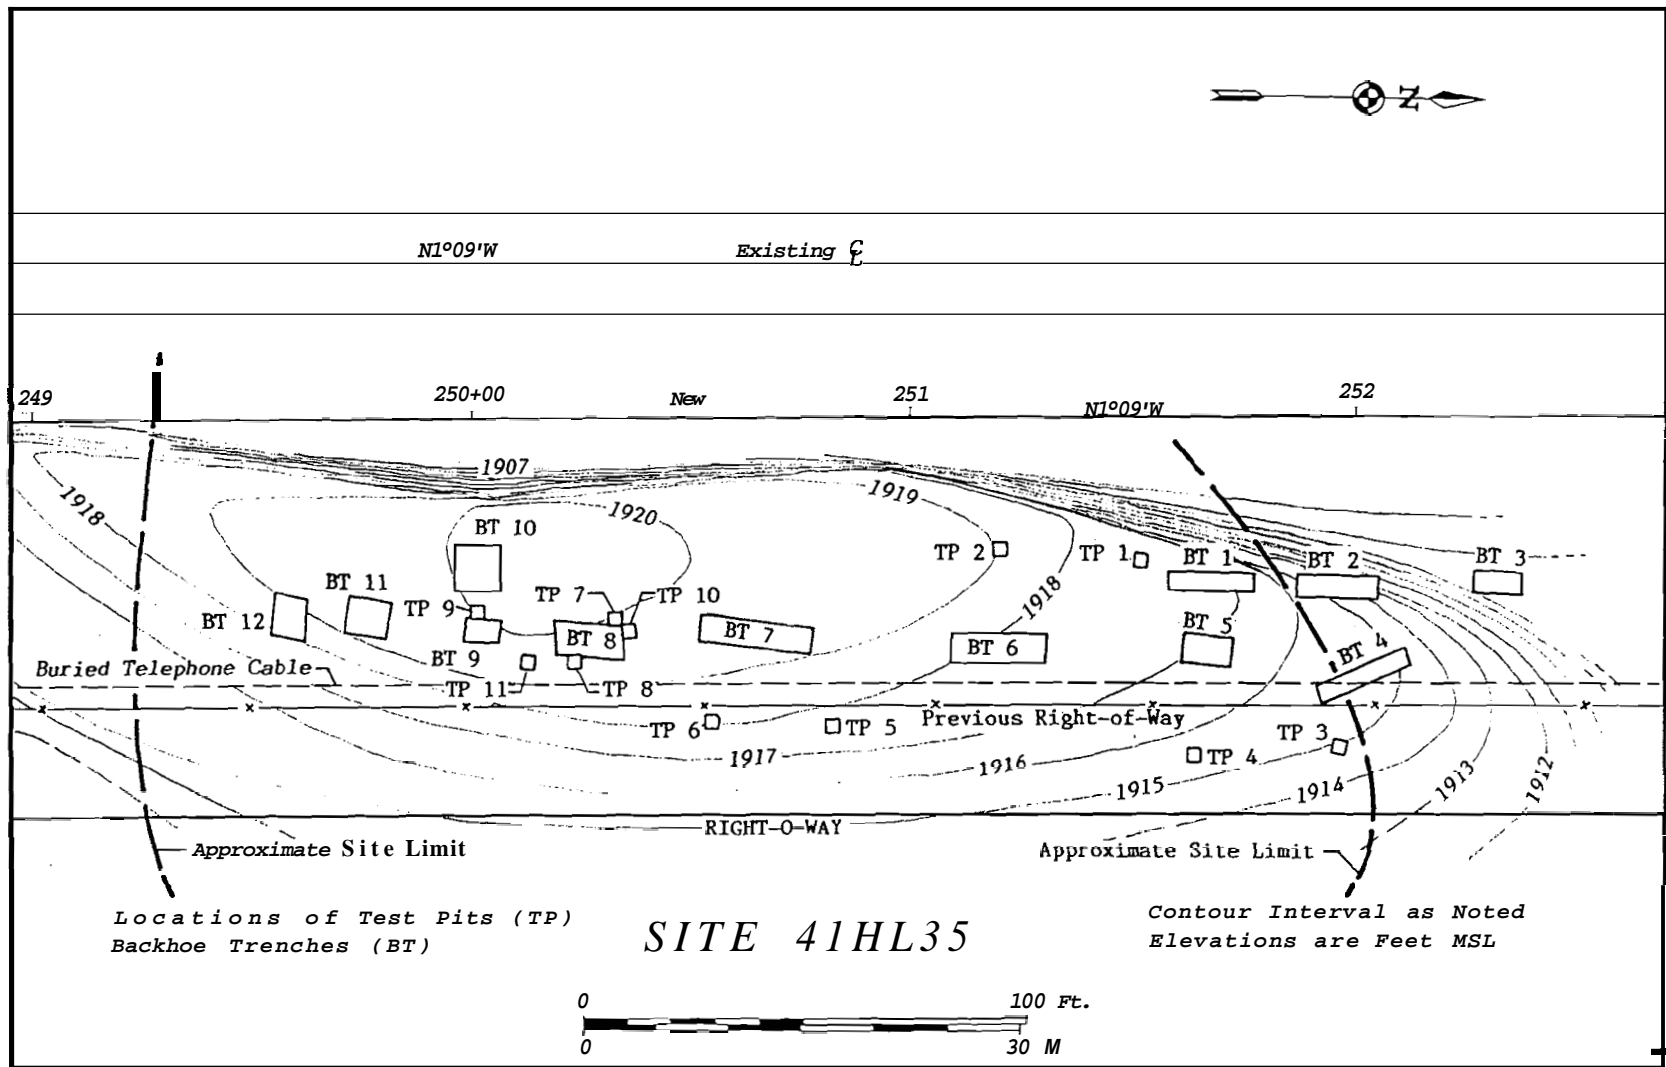 N
N1°09'W Existing ℄
249 250+00 New 251 N1°09'W 252
1907
1918 1920 1919
BT 10 TP 2 TP 1 BT 1 BT 2 BT 3
BT 11 TP 9 TP 7 TP 10 1918
BT 12 BT 8 BT 7 BT 6 BT 5 BT 4
BT 9
Buried Telephone Cable
TP 11 TP 8
Previous Right-of-Way
TP 6 TP 5 TP 3
1917 1916 TP 4
1915 1914 1913 1912
RIGHT-O-WAY
Approximate Site Limit Approximate Site Limit
Locations of Test Pits (TP)
Backhoe Trenches (BT)
SITE 41HL35
Contour Interval as Noted
Elevations are Feet MSL
0 100 Ft.
0 30 M